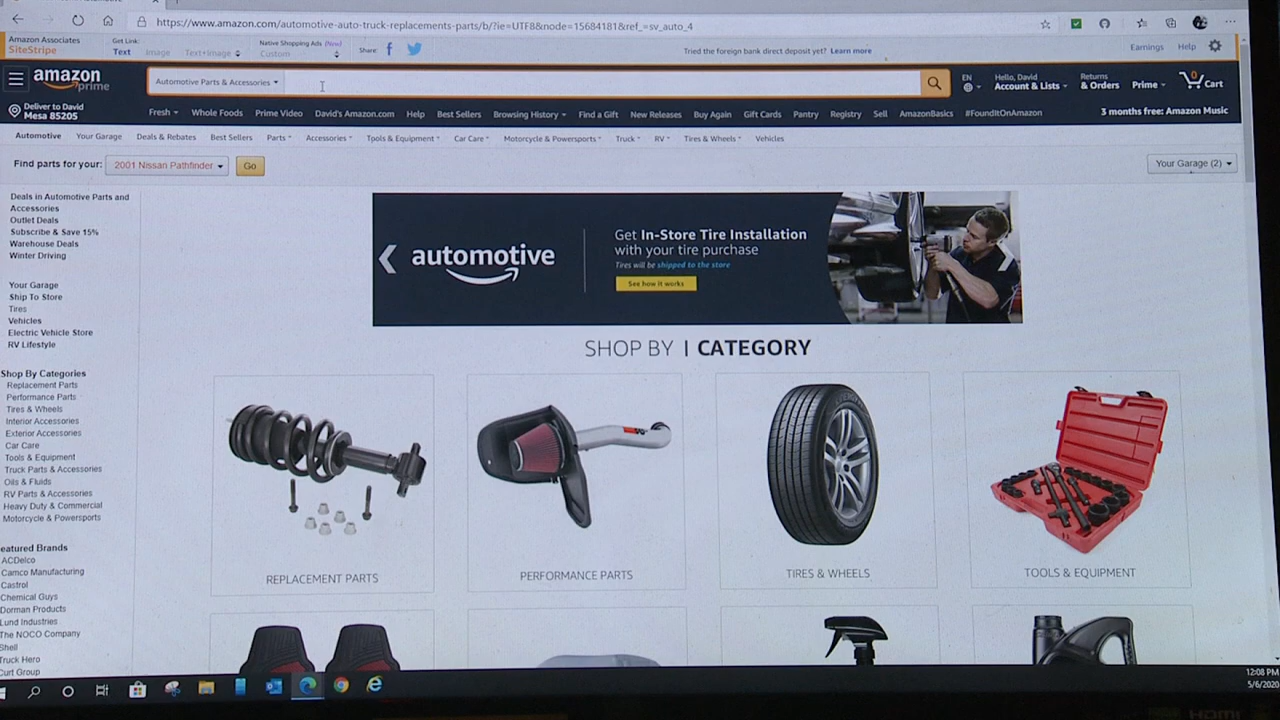 https://www.amazon.com/automotive-auto-truck-replacements-parts/b/?ie=UTF8&node=15684181&ref_=sv_auto_4
Amazon Associates
SiteStripe
Get Link:
Text Image Text+Image
Native Shopping Ads (New)
Custom
Share:
Tried the foreign bank direct deposit yet? Learn more
Earnings Help
amazon
prime
Automotive Parts & Accessories
EN
Hello, David
Account & Lists
Returns
& Orders
Prime
0
Cart
Deliver to David
Mesa 85205
Fresh Whole Foods Prime Video David's Amazon.com Help Best Sellers Browsing History Find a Gift New Releases Buy Again Gift Cards Pantry Registry Sell AmazonBasics #FoundItOnAmazon
3 months free: Amazon Music
Automotive Your Garage Deals & Rebates Best Sellers Parts Accessories Tools & Equipment Car Care Motorcycle & Powersports Truck RV Tires & Wheels Vehicles
Find parts for your: 2001 Nissan Pathfinder Go
Your Garage (2)
Deals in Automotive Parts and
Accessories
Outlet Deals
Subscribe & Save 15%
Warehouse Deals
Winter Driving
Your Garage
Ship To Store
Tires
Vehicles
Electric Vehicle Store
RV Lifestyle
Shop By Categories
Replacement Parts
Performance Parts
Tires & Wheels
Interior Accessories
Exterior Accessories
Car Care
Tools & Equipment
Truck Parts & Accessories
Oils & Fluids
RV Parts & Accessories
Heavy Duty & Commercial
Motorcycle & Powersports
eatured Brands
ACDelco
Camco Manufacturing
Castrol
Chemical Guys
Dorman Products
Lund Industries
The NOCO Company
Shell
Truck Hero
Curt Group
automotive
Get In-Store Tire Installation
with your tire purchase
Tires will be shipped to the store
See how it works
SHOP BY | CATEGORY
REPLACEMENT PARTS
PERFORMANCE PARTS
TIRES & WHEELS
TOOLS & EQUIPMENT
12:08 PM
5/6/2020
HDMI